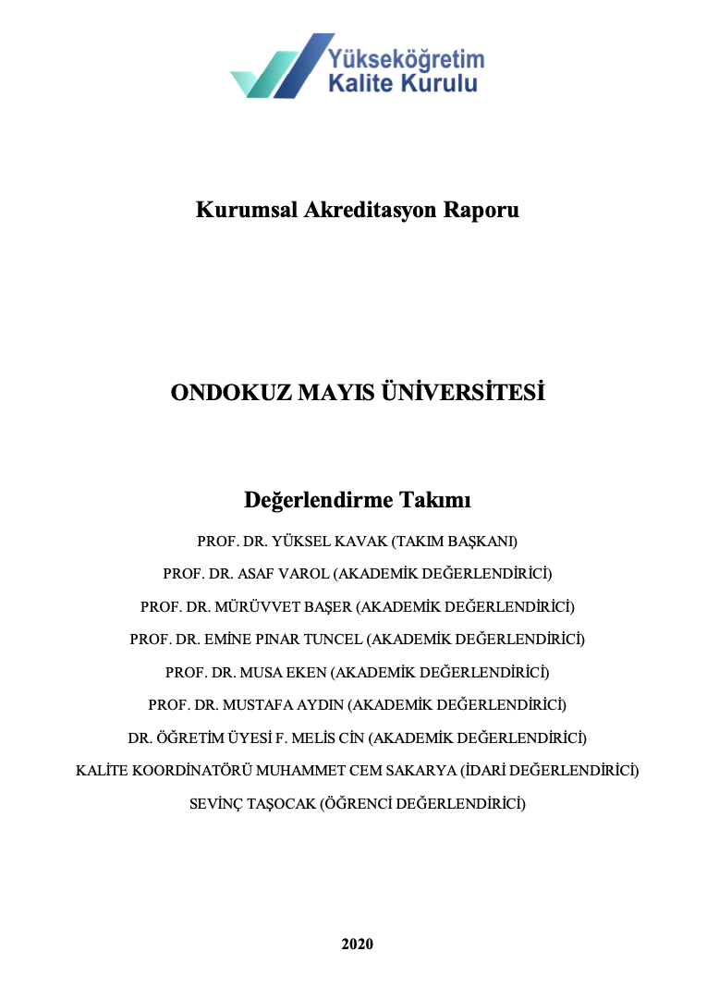 Yükseköğretim
Kalite Kurulu
Kurumsal Akreditasyon Raporu
ONDOKUZ MAYIS ÜNİVERSİTESİ
Değerlendirme Takımı
PROF. DR. YÜKSEL KAVAK (TAKIM BAŞKANI)
PROF. DR. ASAF VAROL (AKADEMİK DEĞERLENDİRİCİ)
PROF. DR. MÜRÜVVET BAŞER (AKADEMİK DEĞERLENDİRİCİ)
PROF. DR. EMİNE PINAR TUNCEL (AKADEMİK DEĞERLENDİRİCİ)
PROF. DR. MUSA EKEN (AKADEMİK DEĞERLENDİRİCİ)
PROF. DR. MUSTAFA AYDIN (AKADEMİK DEĞERLENDİRİCİ)
DR. ÖĞRETİM ÜYESİ F. MELİS CİN (AKADEMİK DEĞERLENDİRİCİ)
KALİTE KOORDİNATÖRÜ MUHAMMET CEM SAKARYA (İDARİ DEĞERLENDİRİCİ)
SEVİNÇ TAŞOCAK (ÖĞRENCİ DEĞERLENDİRİCİ)
2020